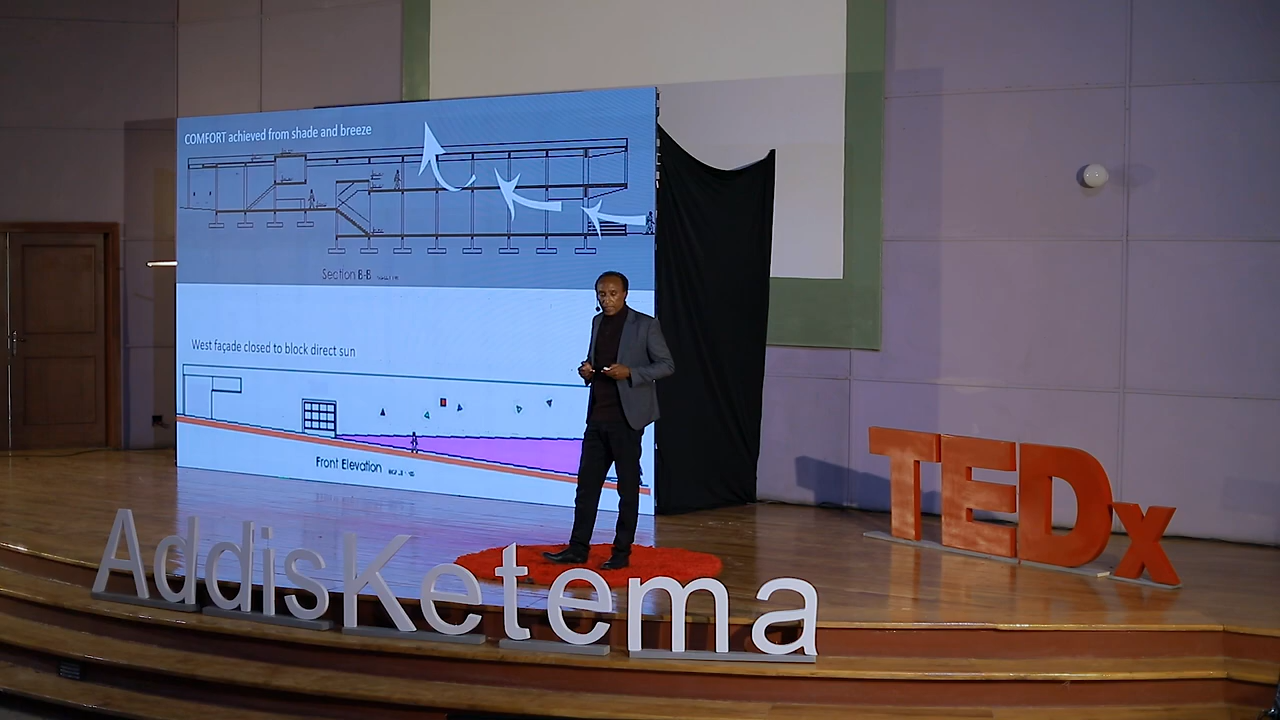 COMFORT achieved from shade and breeze
Section B-B
West façade closed to block direct sun
Front Elevation
TEDx
AddisKetema